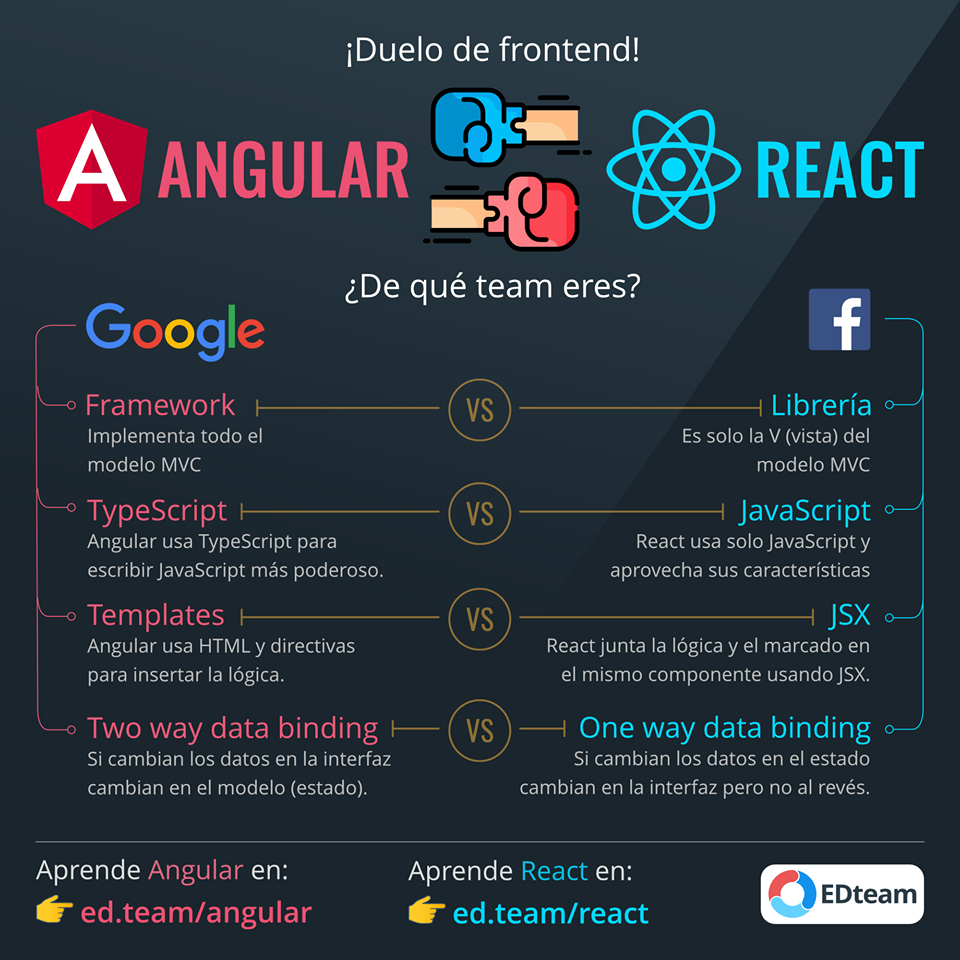 ¡Duelo de frontend!
A ANGULAR
REACT
¿De qué team eres?
Google
f
Framework
VS
Librería
Implementa todo el
modelo MVC
Es solo la V (vista) del
modelo MVC
TypeScript
VS
JavaScript
Angular usa TypeScript para
escribir JavaScript más poderoso.
React usa solo JavaScript y
aprovecha sus características
Templates
VS
JSX
Angular usa HTML y directivas
para insertar la lógica.
React junta la lógica y el marcado en
el mismo componente usando JSX.
Two way data binding
VS
One way data binding
Si cambian los datos en la interfaz
cambian en el modelo (estado).
Si cambian los datos en el estado
cambian en la interfaz pero no al revés.
Aprende Angular en:
ed.team/angular
Aprende React en:
ed.team/react
EDteam